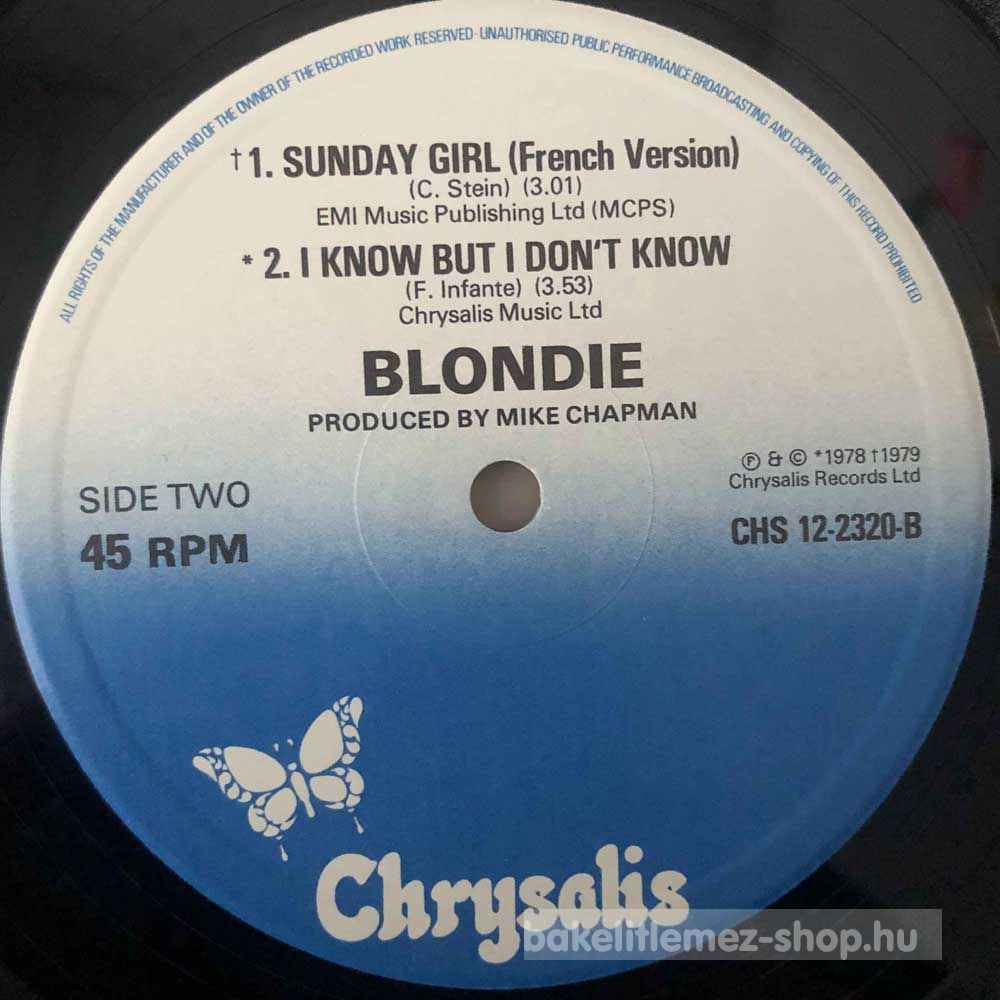 ALL RIGHTS OF THE MANUFACTURER AND OF THE OWNER OF THE RECORDED WORK RESERVED · UNAUTHORISED PUBLIC PERFORMANCE BROADCASTING AND COPYING OF THIS RECORD PROHIBITED
† 1. SUNDAY GIRL (French Version)
(C. Stein) (3.01)
EMI Music Publishing Ltd (MCPS)
* 2. I KNOW BUT I DON'T KNOW
(F. Infante) (3.53)
Chrysalis Music Ltd
BLONDIE
PRODUCED BY MIKE CHAPMAN
SIDE TWO
45 RPM
Ⓟ & © *1978 †1979
Chrysalis Records Ltd
CHS 12-2320-B
Chrysalis
bakelitlemez-shop.hu